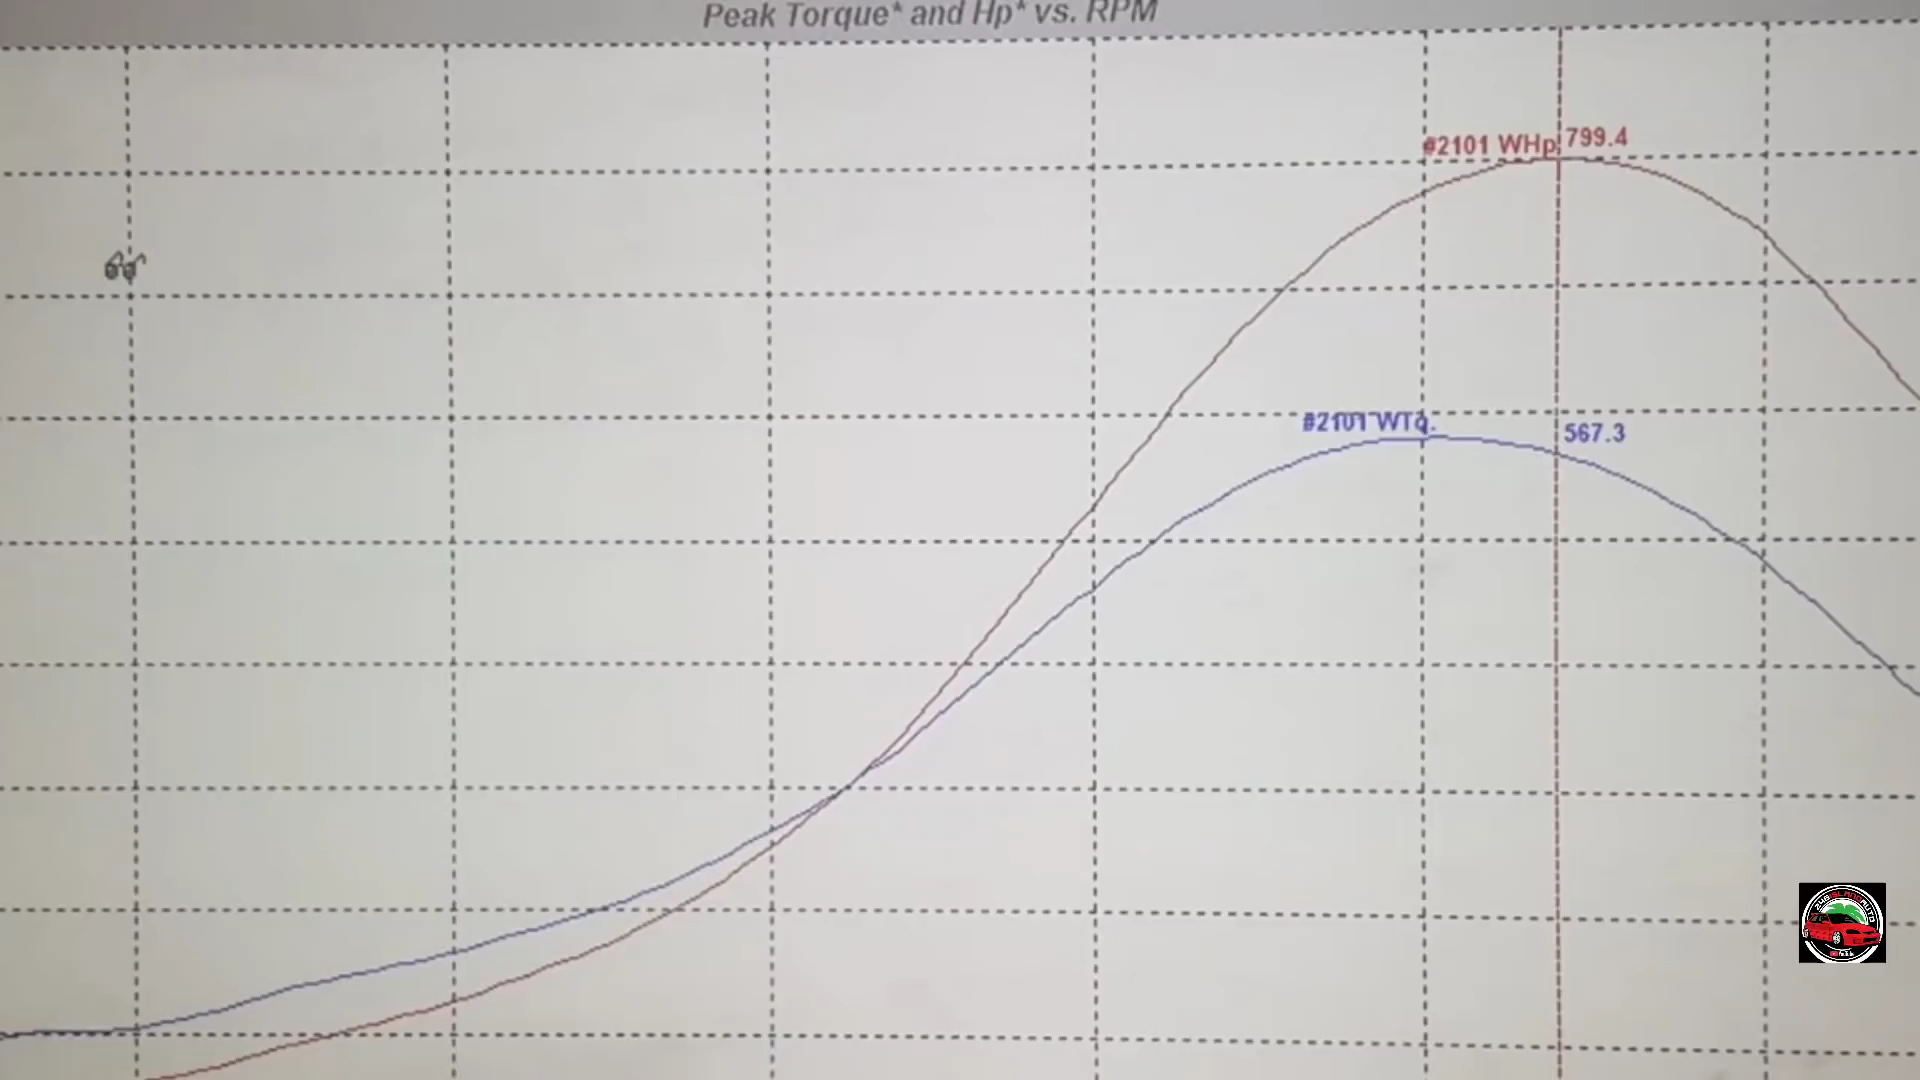 Peak Torque* and Hp* vs. RPM
#2101 WHp
799.4
#2101 WTq.
567.3